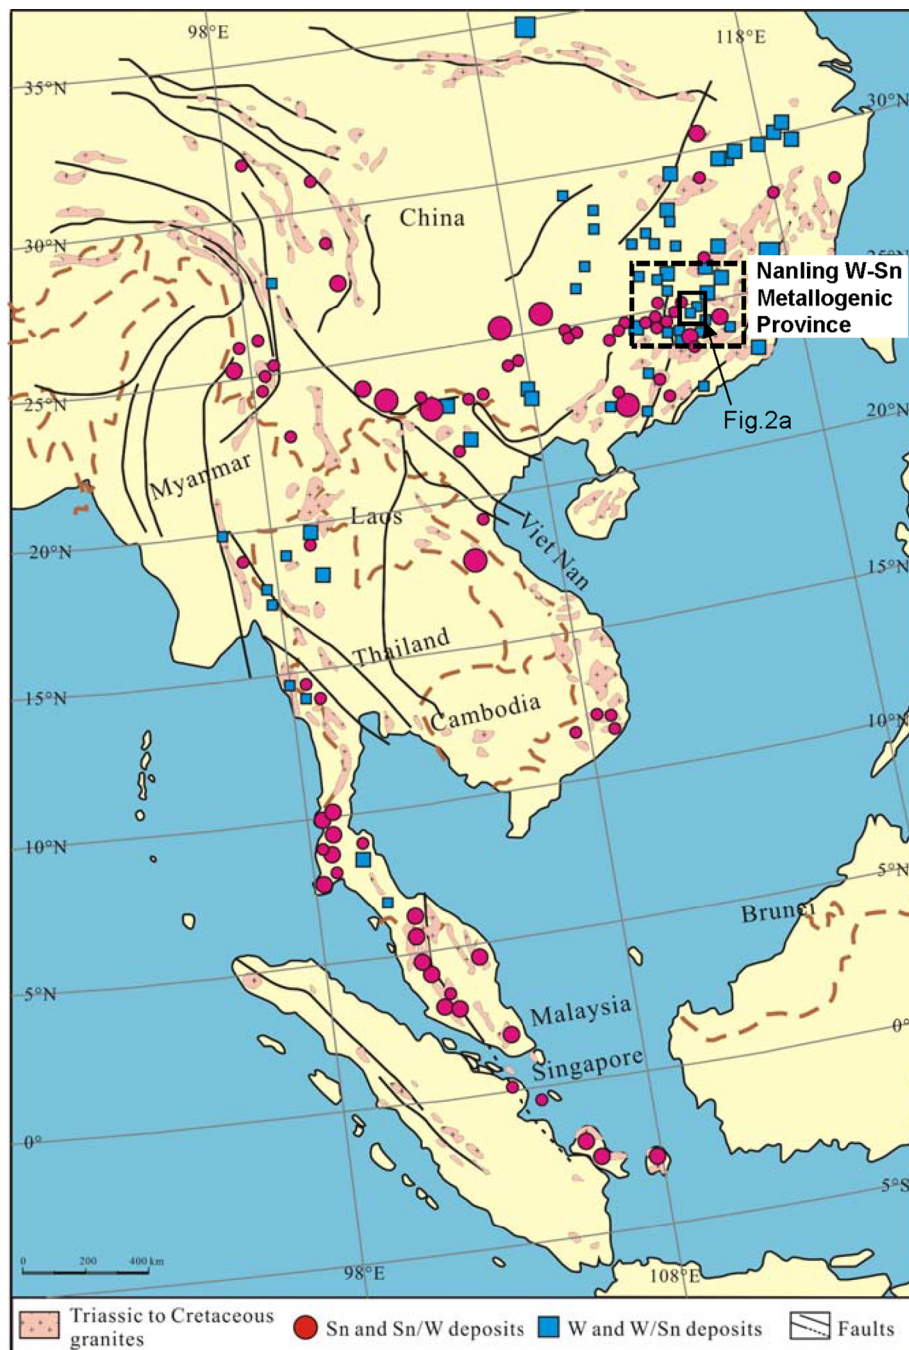 98°E
118°E
35°N
30°N
China
30°N
25°N
Nanling W-Sn
Metallogenic
Province
25°N
20°N
Fig.2a
Myanmar
Laos
Viet Nan
20°N
15°N
Thailand
15°N
Cambodia
10°N
10°N
5°N
Brunei
5°N
Malaysia
0°
Singapore
0°
5°S
0 200 400 km
98°E
108°E
Triassic to Cretaceous
granites
Sn and Sn/W deposits
W and W/Sn deposits
Faults